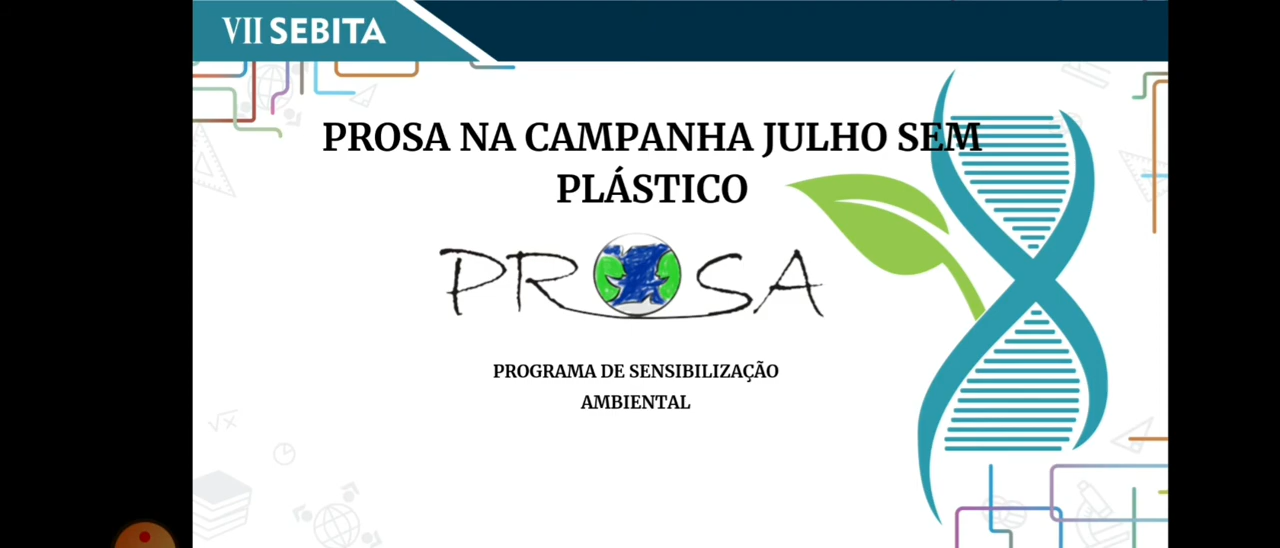 VII SEBITA
PROSA NA CAMPANHA JULHO SEM
PLÁSTICO
PROSA
PROGRAMA DE SENSIBILIZAÇÃO
AMBIENTAL
√x